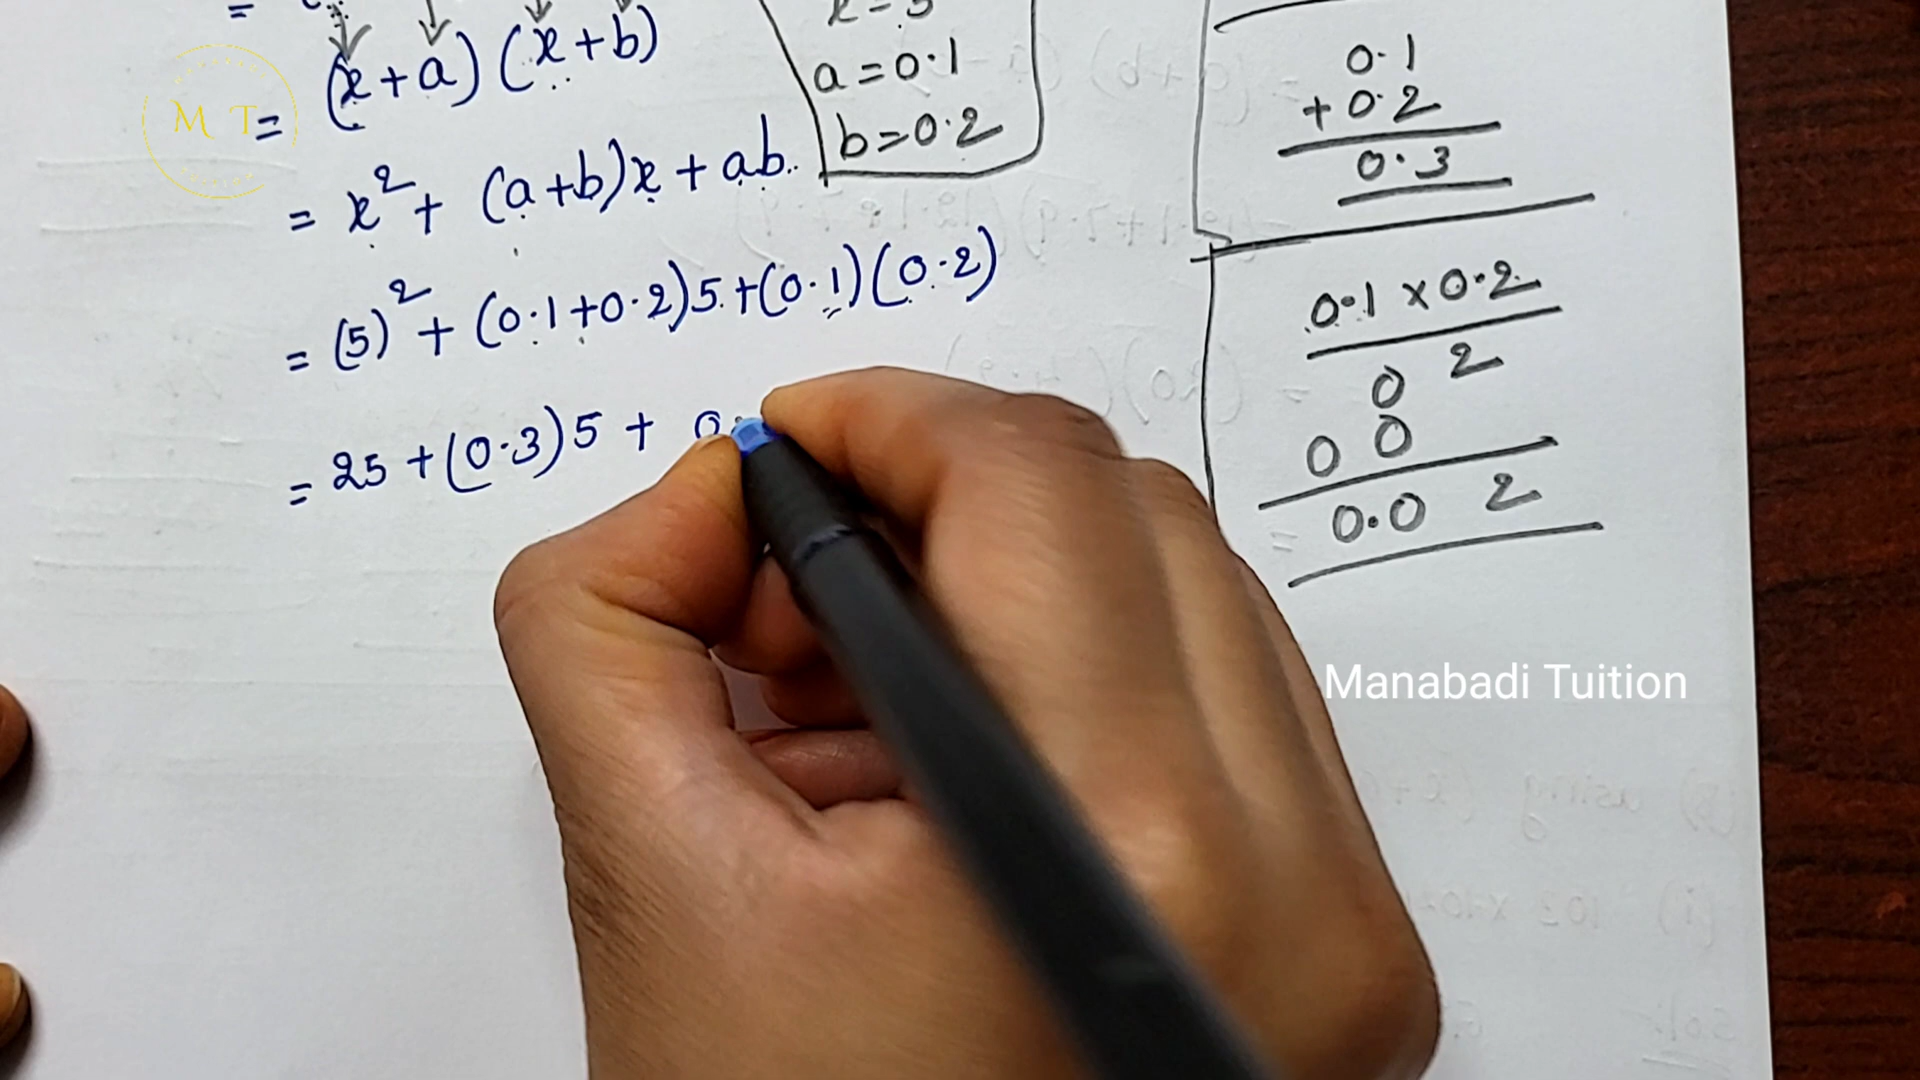 = (x+a) (x+b)
= x² + (a+b)x + ab.
= (5)² + (0.1+0.2)5+(0.1)(0.2)
= 25 +(0.3)5 + 0.
x = 5
a = 0.1
b = 0.2
0.1
+ 0.2
0.3
0.1 x 0.2
0 2
0 0
0.0 2
M T
Manabadi Tuition